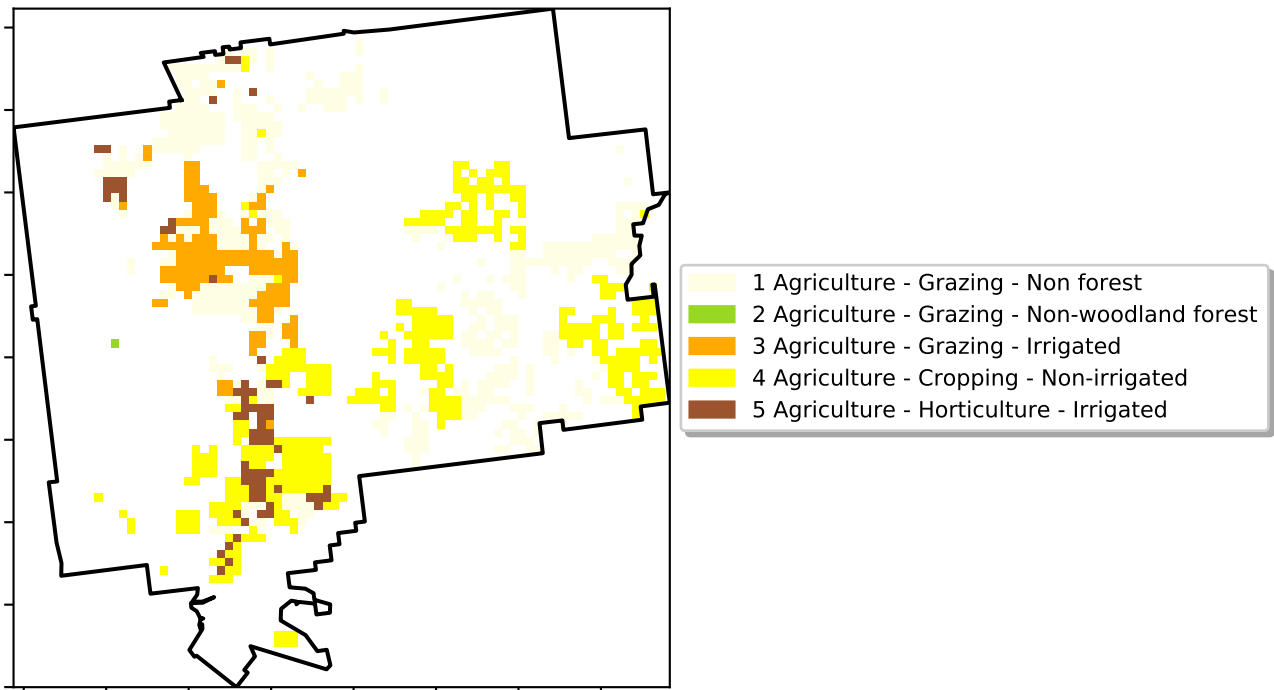 1 Agriculture - Grazing - Non forest
2 Agriculture - Grazing - Non-woodland forest
3 Agriculture - Grazing - Irrigated
4 Agriculture - Cropping - Non-irrigated
5 Agriculture - Horticulture - Irrigated